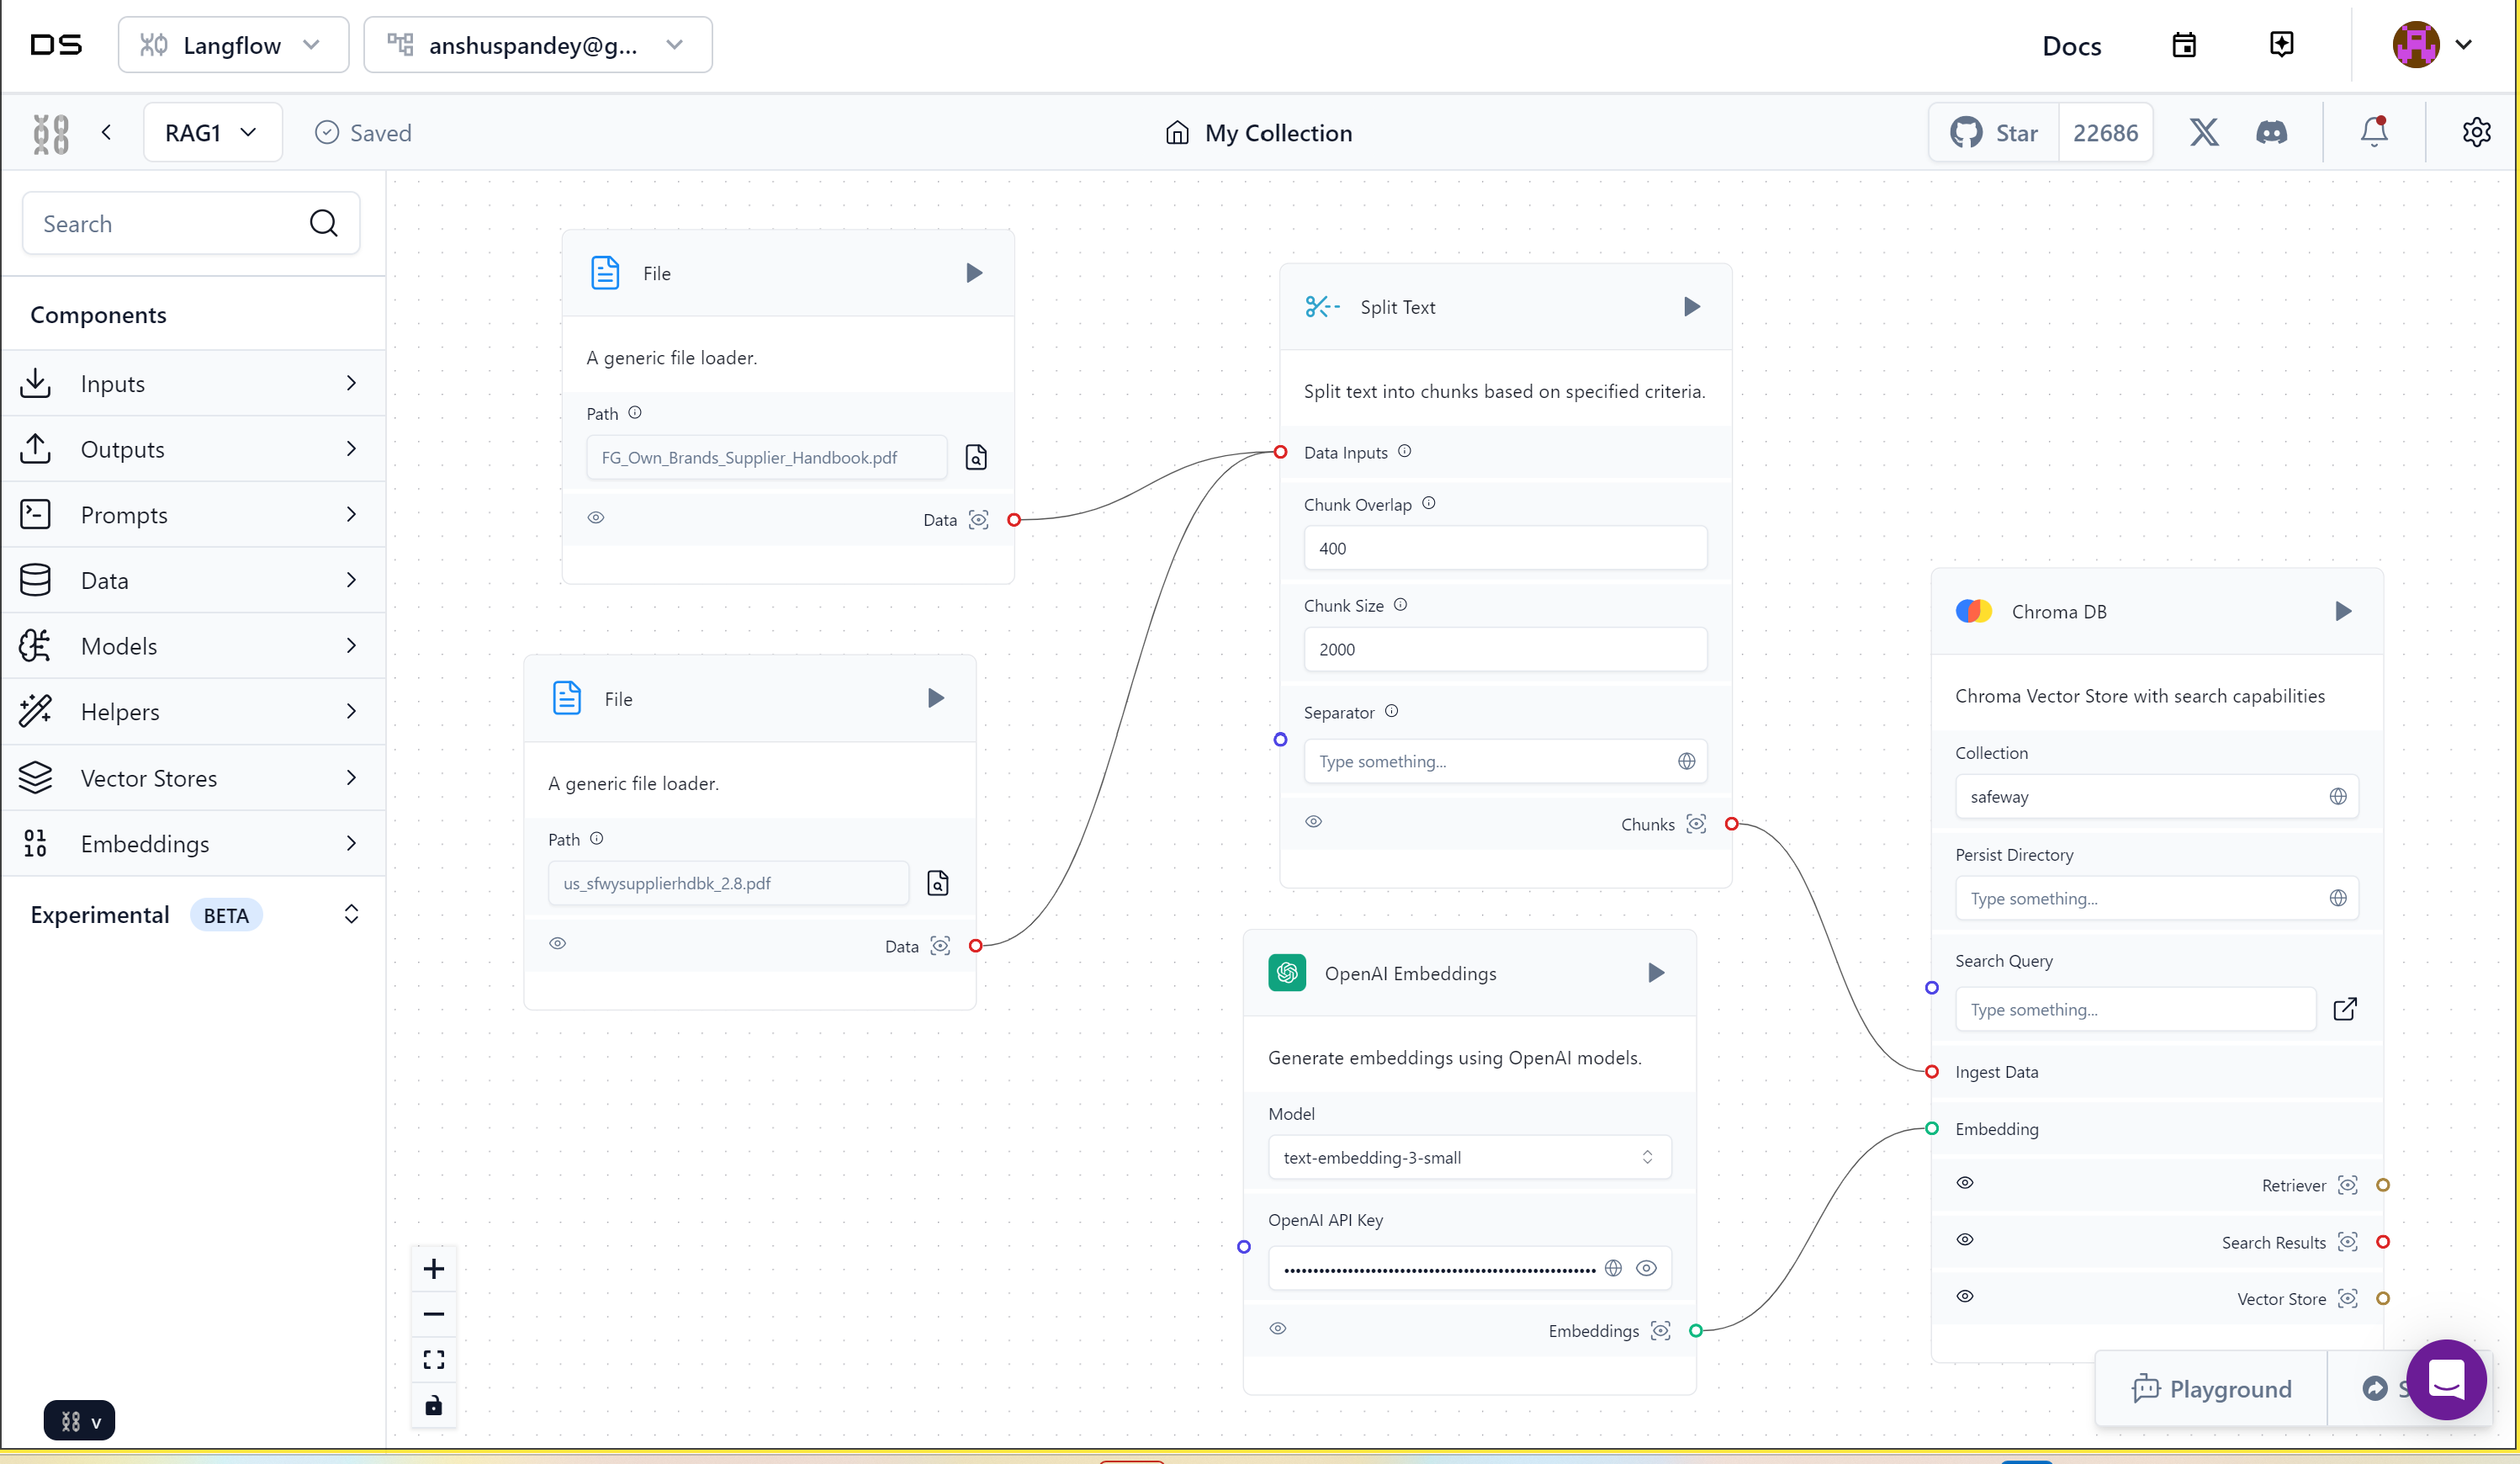 DS
Langflow
anshuspandey@g...
Docs
RAG1
Saved
My Collection
Star
22686
Search
Components
Inputs
Outputs
Prompts
Data
Models
Helpers
Vector Stores
Embeddings
Experimental
BETA
File
A generic file loader.
Path
FG_Own_Brands_Supplier_Handbook.pdf
Data
File
A generic file loader.
Path
us_sfwysupplierhdbk_2.8.pdf
Data
Split Text
Split text into chunks based on specified criteria.
Data Inputs
Chunk Overlap
400
Chunk Size
2000
Separator
Type something...
Chunks
OpenAI Embeddings
Generate embeddings using OpenAI models.
Model
text-embedding-3-small
OpenAI API Key
Embeddings
Chroma DB
Chroma Vector Store with search capabilities
Collection
safeway
Persist Directory
Type something...
Search Query
Type something...
Ingest Data
Embedding
Retriever
Search Results
Vector Store
Playground
v